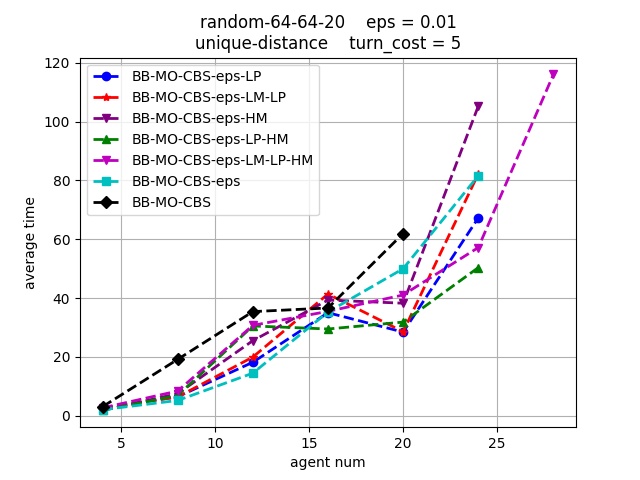 random-64-64-20    eps = 0.01
unique-distance    turn_cost = 5
120
100
80
60
40
20
0
average time
BB-MO-CBS-eps-LP
BB-MO-CBS-eps-LM-LP
BB-MO-CBS-eps-HM
BB-MO-CBS-eps-LP-HM
BB-MO-CBS-eps-LM-LP-HM
BB-MO-CBS-eps
BB-MO-CBS
5 10 15 20 25
agent num